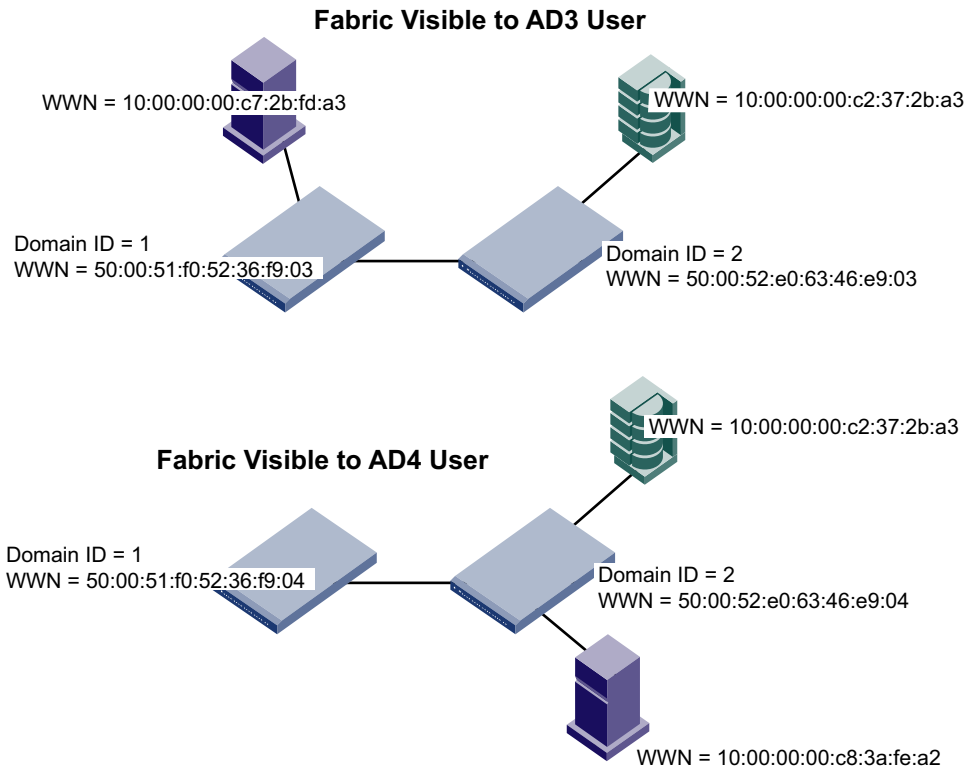 Fabric Visible to AD3 User
WWN = 10:00:00:00:c7:2b:fd:a3
WWN = 10:00:00:00:c2:37:2b:a3
Domain ID = 1
WWN = 50:00:51:f0:52:36:f9:03
Domain ID = 2
WWN = 50:00:52:e0:63:46:e9:03
WWN = 10:00:00:00:c2:37:2b:a3
Fabric Visible to AD4 User
Domain ID = 1
WWN = 50:00:51:f0:52:36:f9:04
Domain ID = 2
WWN = 50:00:52:e0:63:46:e9:04
WWN = 10:00:00:00:c8:3a:fe:a2